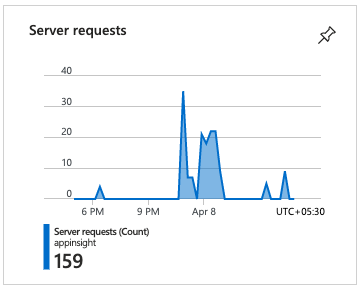 Server requests
40
30
20
10
0
6 PM 9 PM Apr 8 UTC+05:30
Server requests (Count)
appinsight
159